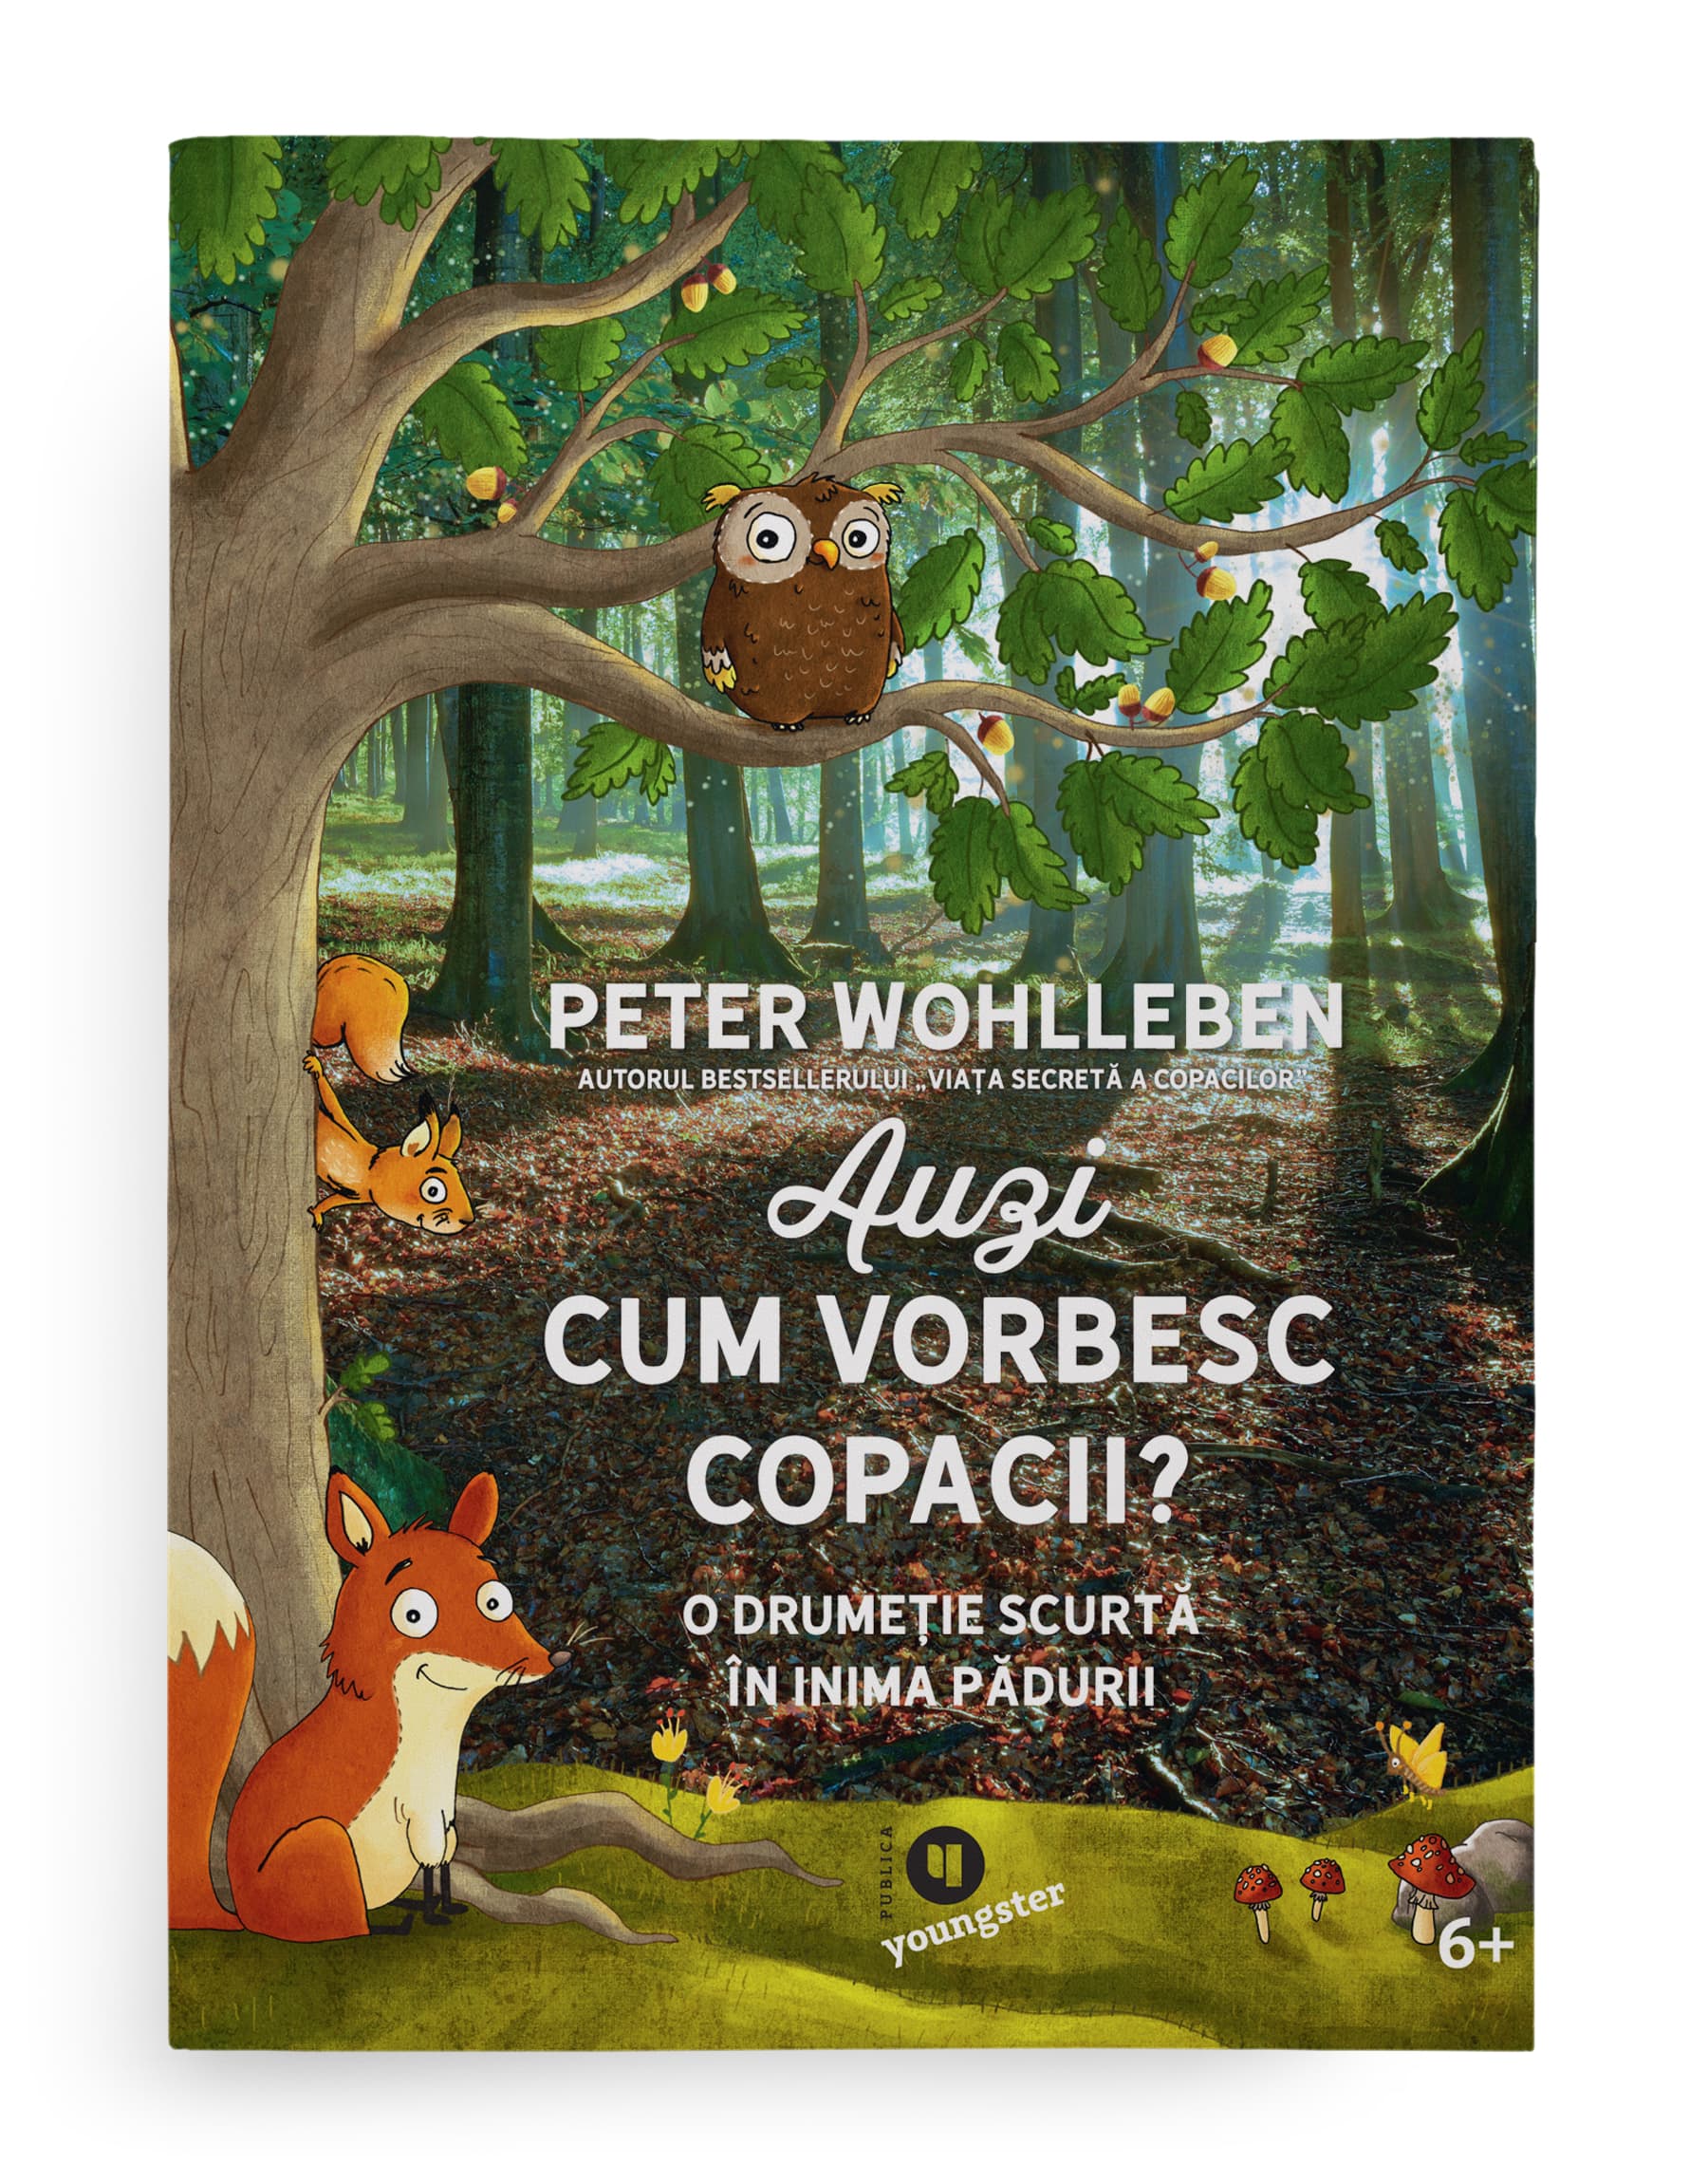 PETER WOHLLEBEN
AUTORUL BESTSELLERULUI „VIAȚA SECRETĂ A COPACILOR”
Auzi
CUM VORBESC
COPACII?
O DRUMEȚIE SCURTĂ
ÎN INIMA PĂDURII
PUBLICA
youngster
6+